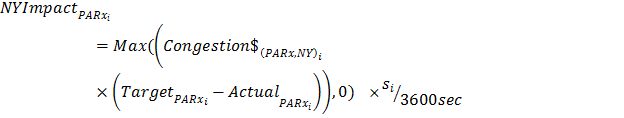 NYImpact_{PARx_i}
= Max((Congestion$_{(PARx,NY)_i}
× (Target_{PARx_i} − Actual_{PARx_i})), 0) × s_i/3600sec